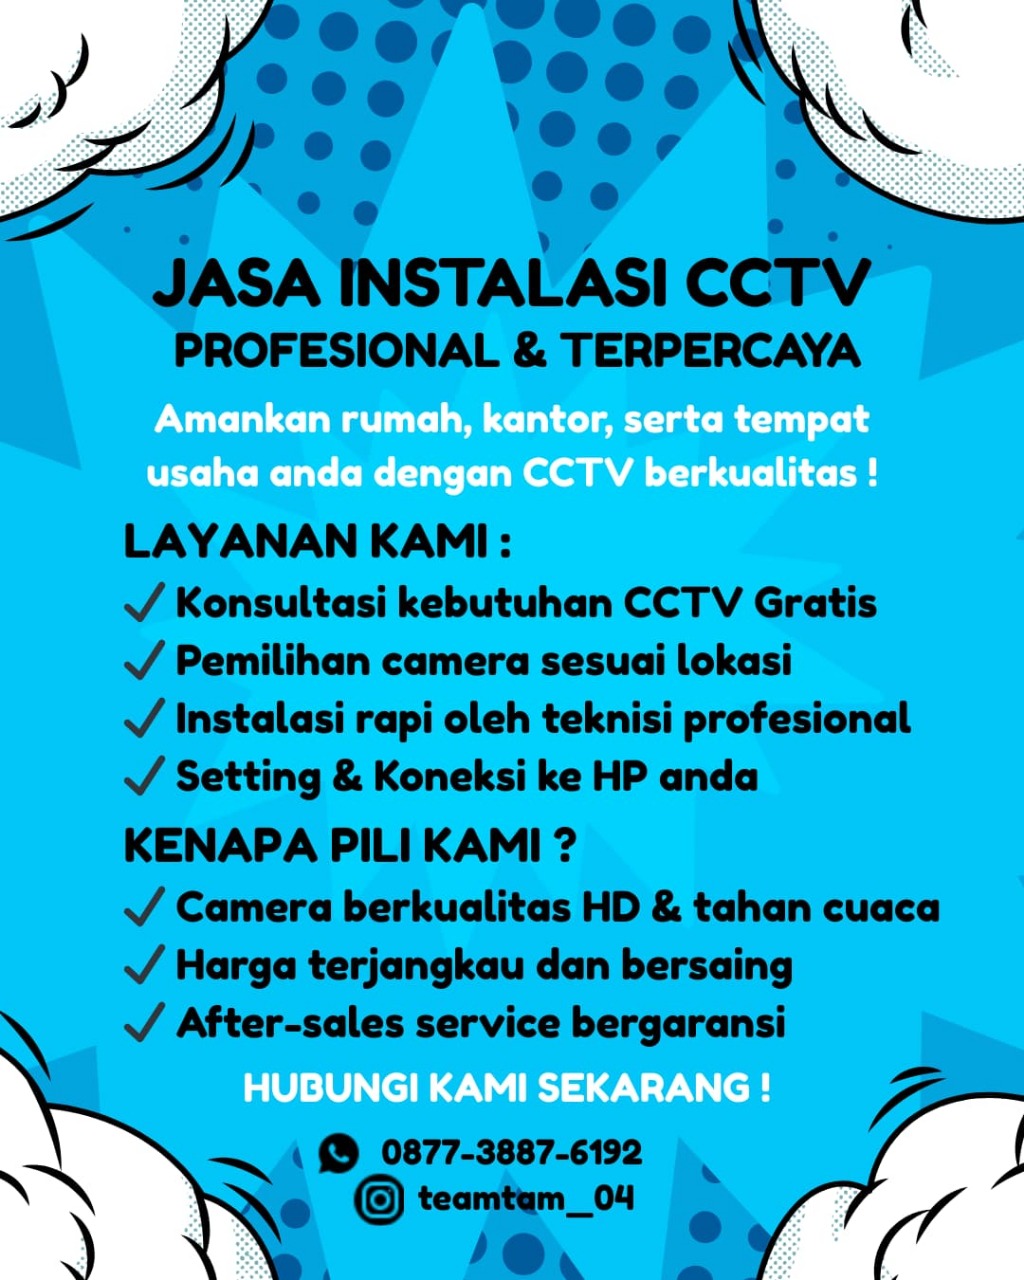 JASA INSTALASI CCTV
PROFESIONAL & TERPERCAYA
Amankan rumah, kantor, serta tempat
usaha anda dengan CCTV berkualitas !
LAYANAN KAMI :
✓ Konsultasi kebutuhan CCTV Gratis
✓ Pemilihan camera sesuai lokasi
✓ Instalasi rapi oleh teknisi profesional
✓ Setting & Koneksi ke HP anda
KENAPA PILI KAMI ?
✓ Camera berkualitas HD & tahan cuaca
✓ Harga terjangkau dan bersaing
✓ After-sales service bergaransi
HUBUNGI KAMI SEKARANG !
0877-3887-6192
teamtam_04